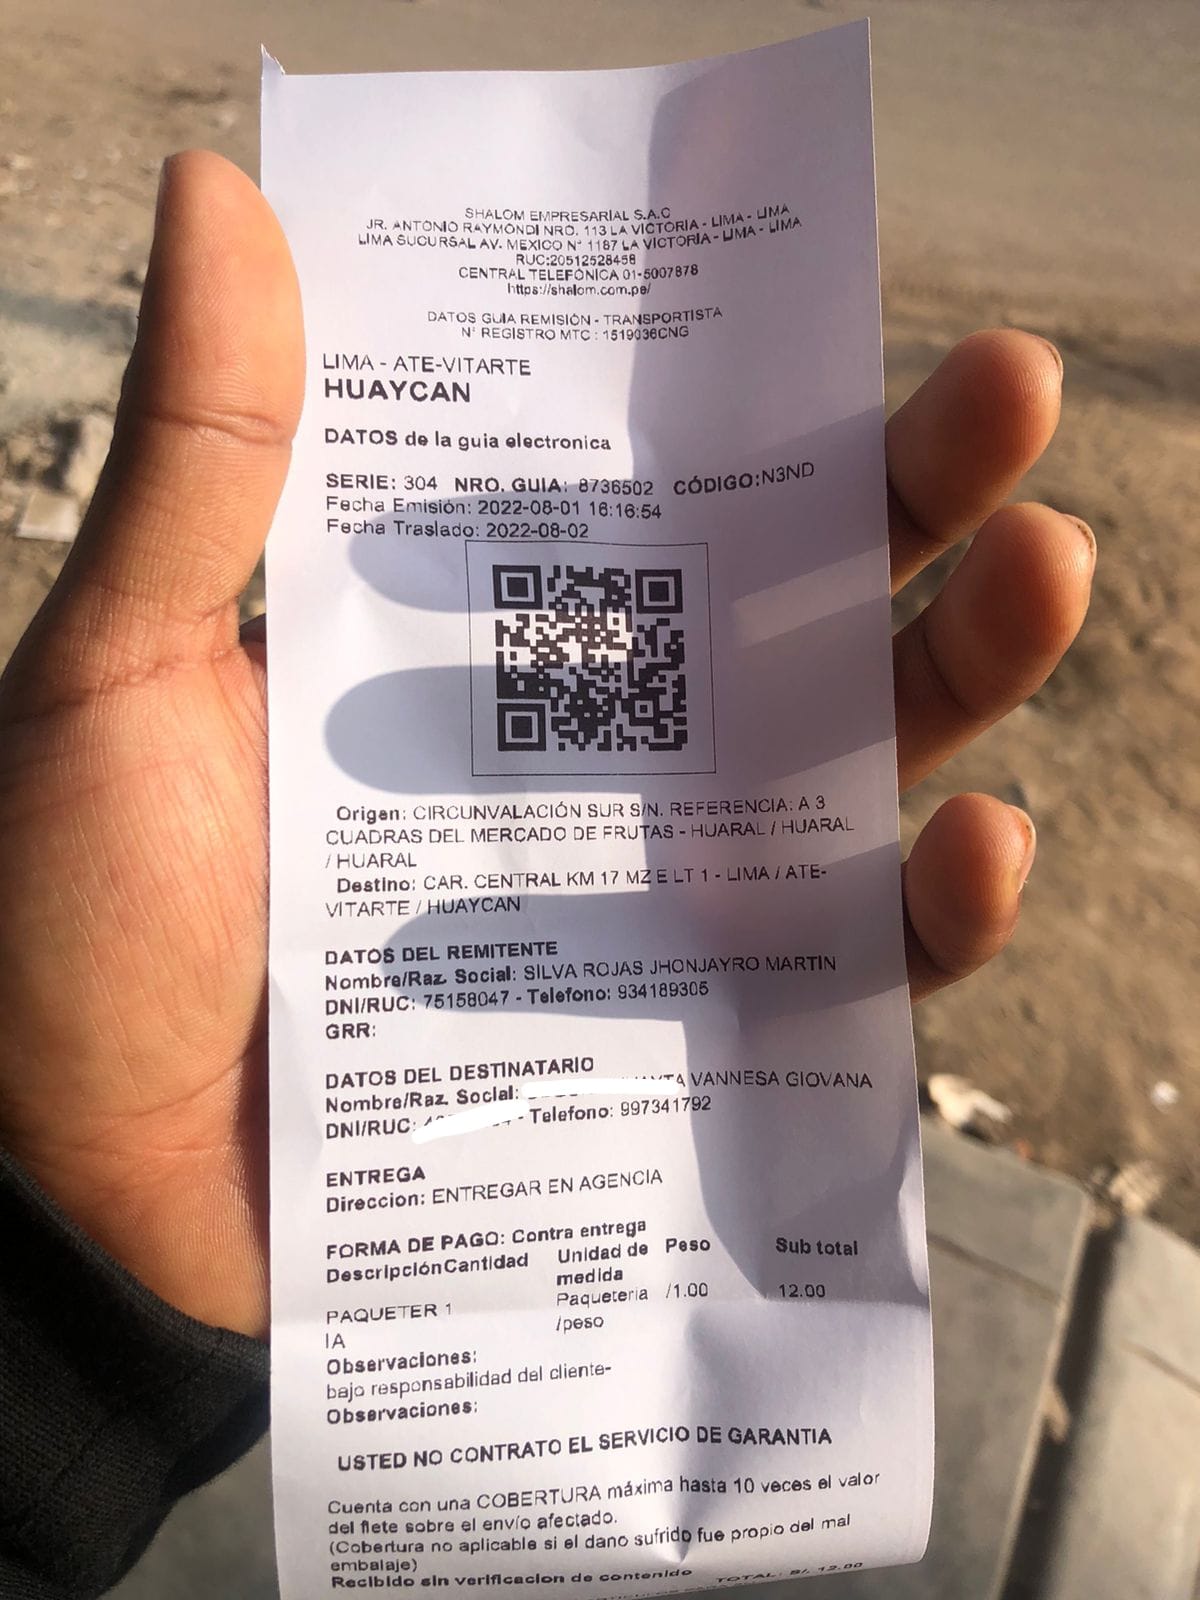 SHALOM EMPRESARIAL S.A.C
JR. ANTONIO RAYMONDI NRO. 113 LA VICTORIA - LIMA - LIMA
LIMA SUCURSAL AV. MEXICO N° 1187 LA VICTORIA - LIMA - LIMA
RUC:20512528458
CENTRAL TELEFÓNICA 01-5007878
https://shalom.com.pe/
DATOS GUIA REMISIÓN - TRANSPORTISTA
N° REGISTRO MTC : 1519036CNG
LIMA - ATE-VITARTE
HUAYCAN
DATOS de la guia electronica
SERIE: 304 NRO. GUIA: 8736502 CÓDIGO:N3ND
Fecha Emisión: 2022-08-01 16:16:54
Fecha Traslado: 2022-08-02
Origen: CIRCUNVALACIÓN SUR S/N. REFERENCIA: A 3
CUADRAS DEL MERCADO DE FRUTAS - HUARAL / HUARAL
/ HUARAL
Destino: CAR. CENTRAL KM 17 MZ E LT 1 - LIMA / ATE-
VITARTE / HUAYCAN
DATOS DEL REMITENTE
Nombre/Raz. Social: SILVA ROJAS JHONJAYRO MARTIN
DNI/RUC: 75158047 - Telefono: 934189305
GRR:
DATOS DEL DESTINATARIO
Nombre/Raz. Social: VANNESA GIOVANA
DNI/RUC: - Telefono: 997341792
ENTREGA
Direccion: ENTREGAR EN AGENCIA
FORMA DE PAGO: Contra entrega
DescripciónCantidad Unidad de Peso Sub total
medida
PAQUETER 1 Paqueteria /1.00 12.00
IA /peso
Observaciones:
bajo responsabilidad del cliente-
Observaciones:
USTED NO CONTRATO EL SERVICIO DE GARANTIA
Cuenta con una COBERTURA máxima hasta 10 veces el valor
del flete sobre el envío afectado.
(Cobertura no aplicable si el dano sufrido fue propio del mal
embalaje)
Recibido sin verificacion de contenido
TOTAL: S/. 12.00